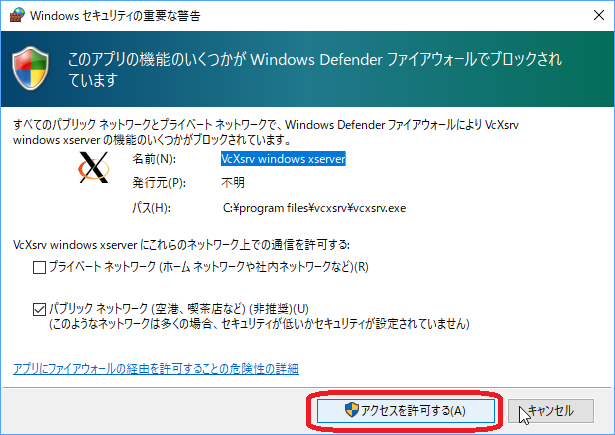 Windows セキュリティの重要な警告
このアプリの機能のいくつかが Windows Defender ファイアウォールでブロックされ
ています
すべてのパブリック ネットワークとプライベート ネットワークで、Windows Defender ファイアウォールにより VcXsrv
windows xserver の機能のいくつかがブロックされています。
名前(N): VcXsrv windows xserver
発行元(P): 不明
パス(H): C:¥program files¥vcxsrv¥vcxsrv.exe
VcXsrv windows xserver にこれらのネットワーク上での通信を許可する:
プライベート ネットワーク (ホーム ネットワークや社内ネットワークなど)(R)
パブリック ネットワーク (空港、喫茶店など) (非推奨)(U)
(このようなネットワークは多くの場合、セキュリティが低いかセキュリティが設定されていません)
アプリにファイアウォールの経由を許可することの危険性の詳細
アクセスを許可する(A) キャンセル